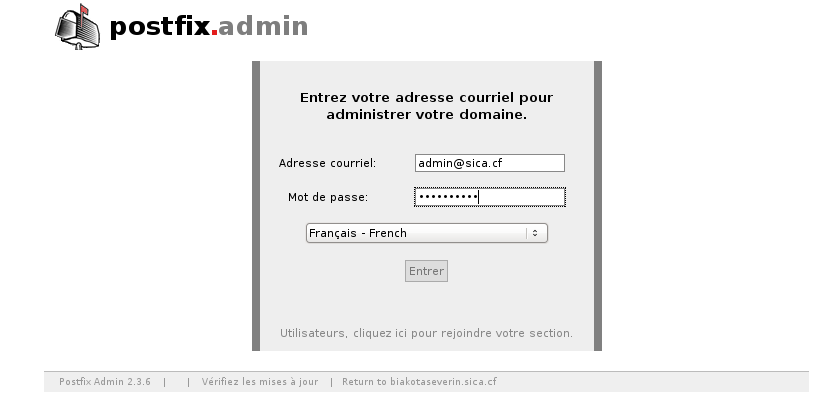 postfix.admin
Entrez votre adresse courriel pour
administrer votre domaine.
Adresse courriel: admin@sica.cf
Mot de passe: ••••••••••
Français - French
Entrer
Utilisateurs, cliquez ici pour rejoindre votre section.
Postfix Admin 2.3.6 | | Vérifiez les mises à jour | Return to biakotaseverin.sica.cf